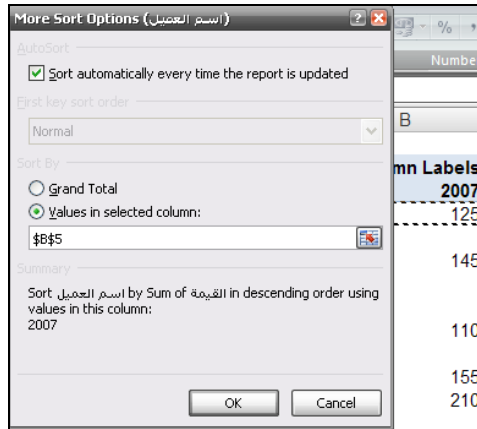 More Sort Options (اسم العميل)
AutoSort
Sort automatically every time the report is updated
First key sort order
Normal
Sort By
Grand Total
Values in selected column:
$B$5
Summary
Sort اسم العميل by Sum of القيمة in descending order using
values in this column:
2007
OK
Cancel
%
Numbe
B
mn Labels
2007
125
145
110
155
210